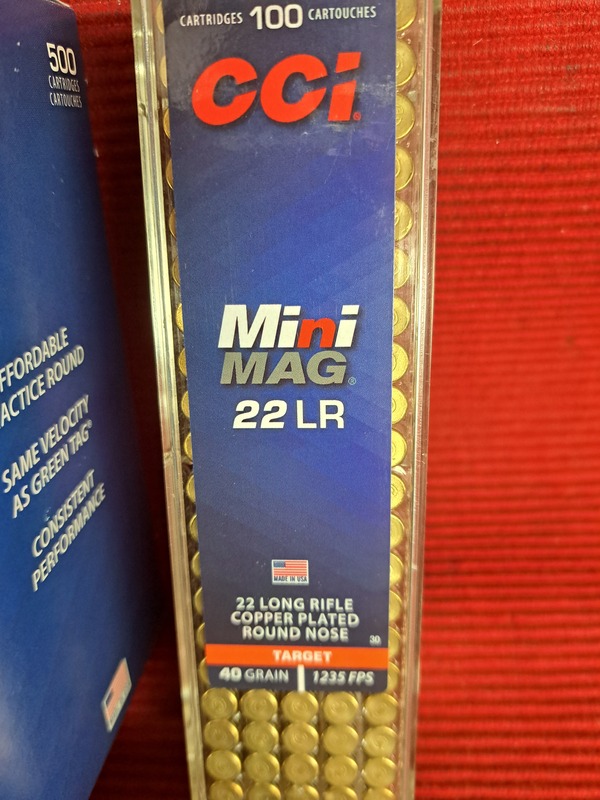 500
CARTRIDGES
CARTOUCHES
FFORDABLE
ACTICE ROUND
SAME VELOCITY
AS GREEN TAG®
CONSISTENT
PERFORMANCE
CARTRIDGES 100 CARTOUCHES
CCi®
Mini
MAG®
22 LR
MADE IN USA
22 LONG RIFLE
COPPER PLATED
ROUND NOSE
30
TARGET
40 GRAIN 1235 FPS